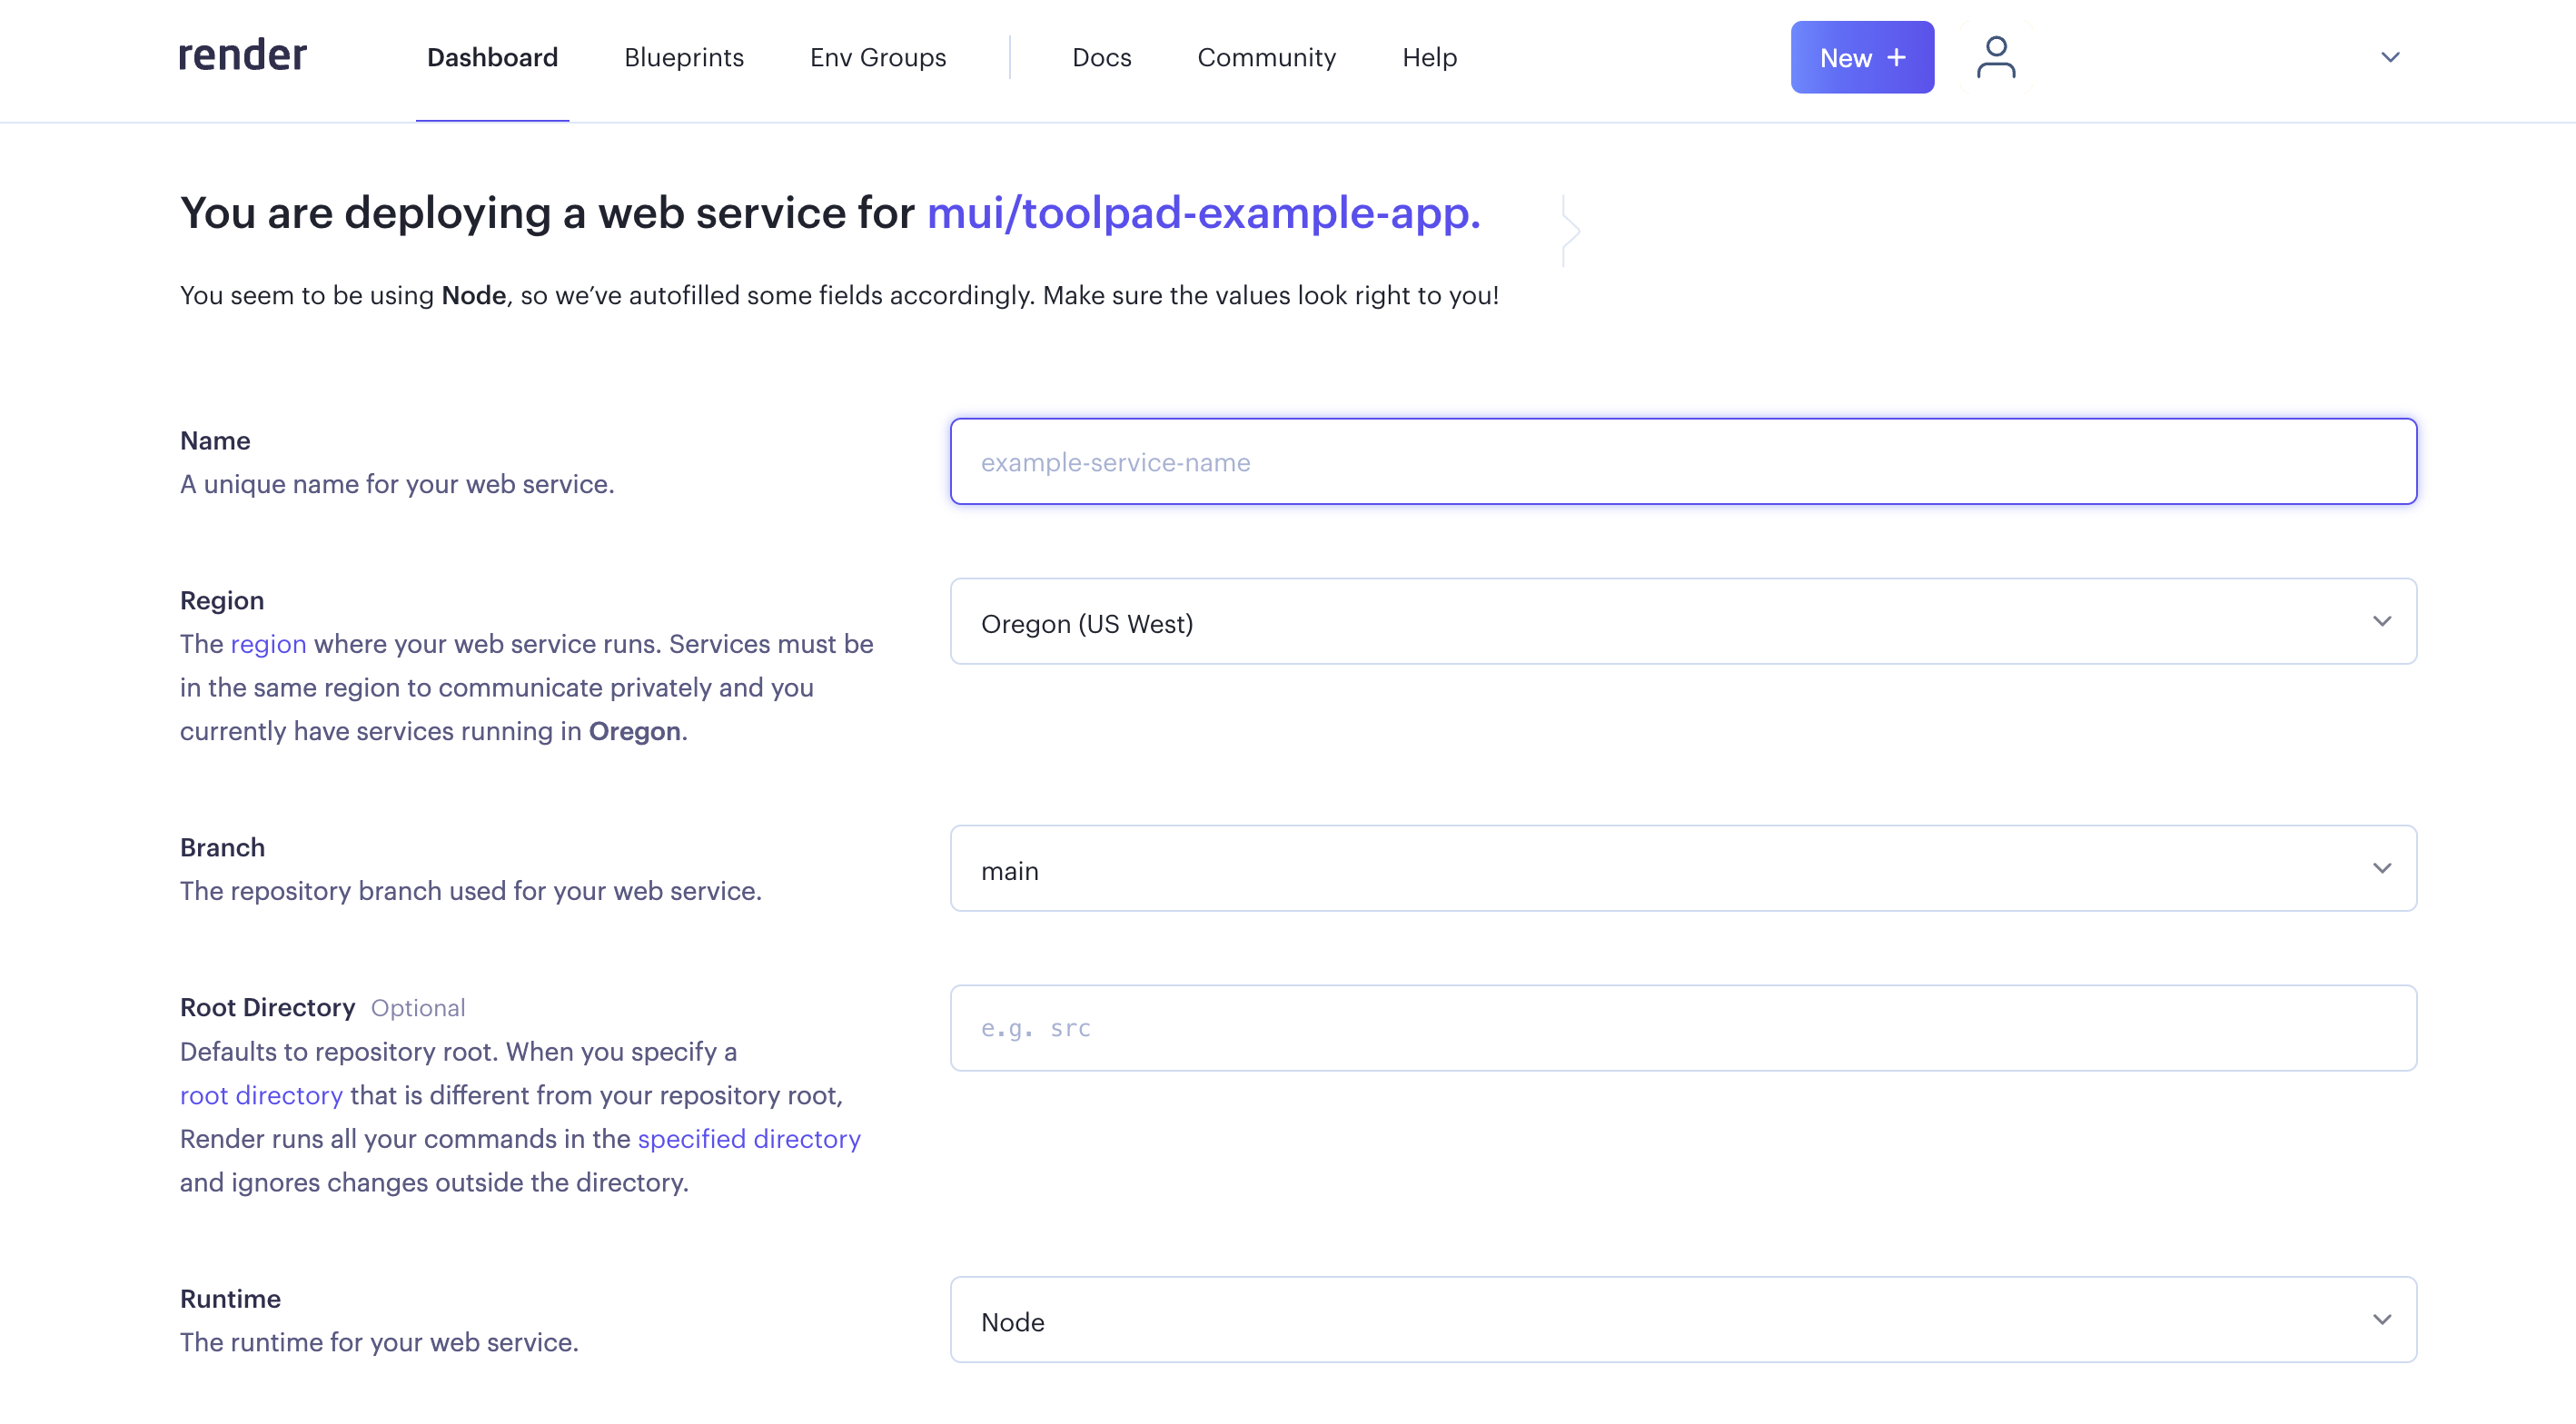 render
Dashboard
Blueprints
Env Groups
Docs
Community
Help
New +
You are deploying a web service for mui/toolpad-example-app.
You seem to be using Node, so we’ve autofilled some fields accordingly. Make sure the values look right to you!
Name
A unique name for your web service.
example-service-name
Region
The region where your web service runs. Services must be
in the same region to communicate privately and you
currently have services running in Oregon.
Oregon (US West)
Branch
The repository branch used for your web service.
main
Root Directory Optional
Defaults to repository root. When you specify a
root directory that is different from your repository root,
Render runs all your commands in the specified directory
and ignores changes outside the directory.
e.g. src
Runtime
The runtime for your web service.
Node